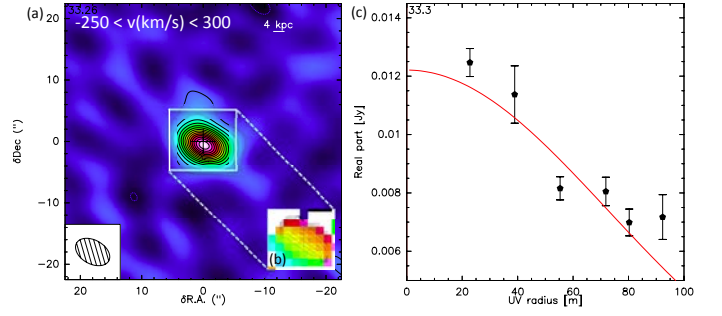 (a)
33.26
-250 < v(km/s) < 300
4 kpc
20
10
0
−10
−20
δDec (")
20
10
0
−10
−20
δR.A. (")
(b)
(c)
33.3
0.012
0.01
0.008
0.006
Real part [Jy]
0
20
40
60
80
100
UV radius [m]